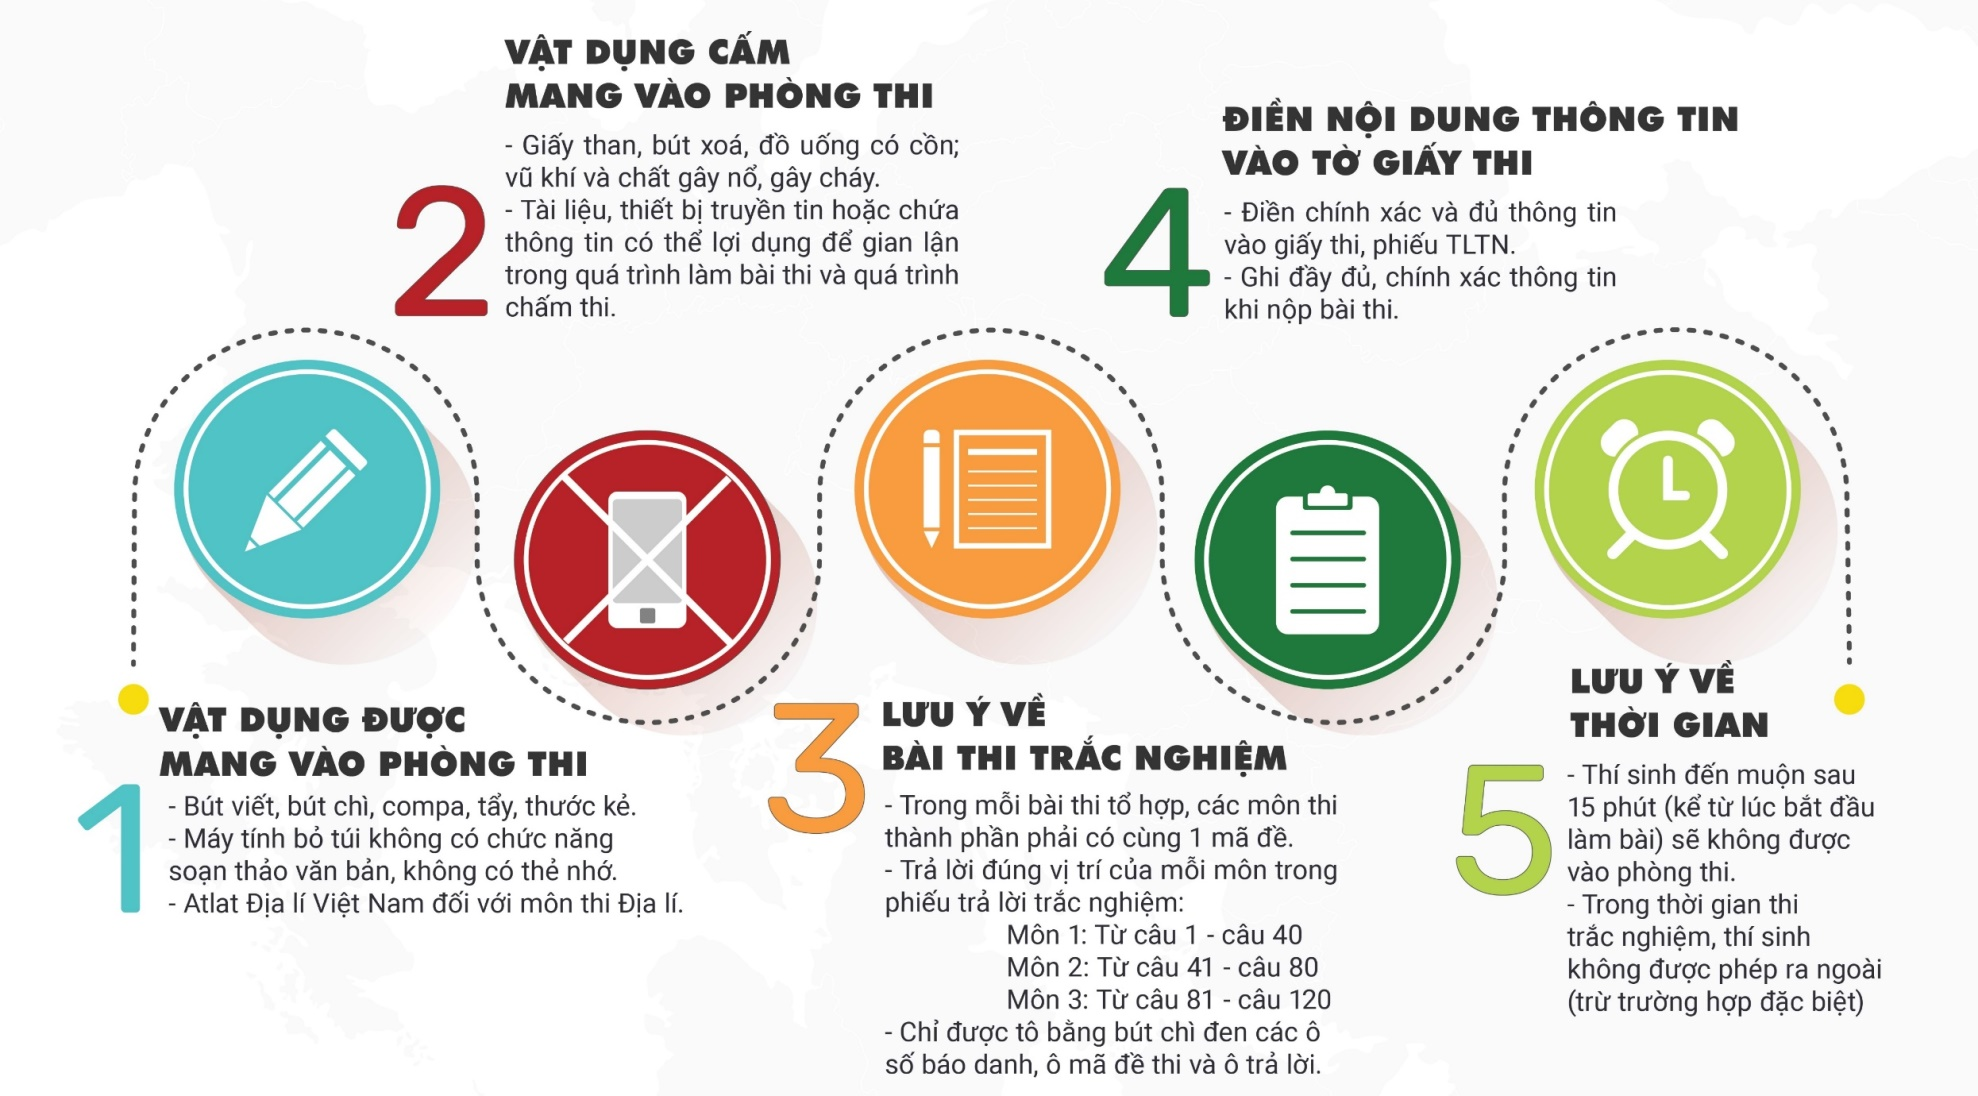 1
VẬT DỤNG ĐƯỢC
MANG VÀO PHÒNG THI
- Bút viết, bút chì, compa, tẩy, thước kẻ.
- Máy tính bỏ túi không có chức năng
soạn thảo văn bản, không có thẻ nhớ.
- Atlat Địa lí Việt Nam đối với môn thi Địa lí.
2
VẬT DỤNG CẤM
MANG VÀO PHÒNG THI
- Giấy than, bút xoá, đồ uống có cồn;
vũ khí và chất gây nổ, gây cháy.
- Tài liệu, thiết bị truyền tin hoặc chứa
thông tin có thể lợi dụng để gian lận
trong quá trình làm bài thi và quá trình
chấm thi.
3
LƯU Ý VỀ
BÀI THI TRẮC NGHIỆM
- Trong mỗi bài thi tổ hợp, các môn thi
thành phần phải có cùng 1 mã đề.
- Trả lời đúng vị trí của mỗi môn trong
phiếu trả lời trắc nghiệm:
Môn 1: Từ câu 1 - câu 40
Môn 2: Từ câu 41 - câu 80
Môn 3: Từ câu 81 - câu 120
- Chỉ được tô bằng bút chì đen các ô
số báo danh, ô mã đề thi và ô trả lời.
4
ĐIỀN NỘI DUNG THÔNG TIN
VÀO TỜ GIẤY THI
- Điền chính xác và đủ thông tin
vào giấy thi, phiếu TLTN.
- Ghi đầy đủ, chính xác thông tin
khi nộp bài thi.
5
LƯU Ý VỀ
THỜI GIAN
- Thí sinh đến muộn sau
15 phút (kể từ lúc bắt đầu
làm bài) sẽ không được
vào phòng thi.
- Trong thời gian thi
trắc nghiệm, thí sinh
không được phép ra ngoài
(trừ trường hợp đặc biệt)